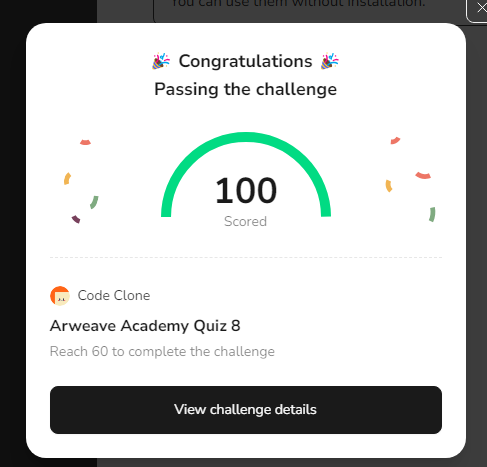 You can use them without installation.
Congratulations
Passing the challenge
100
Scored
Code Clone
Arweave Academy Quiz 8
Reach 60 to complete the challenge
View challenge details